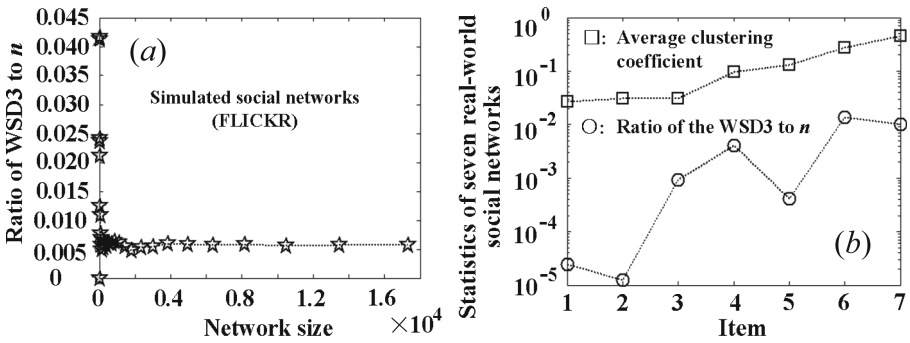 Ratio of WSD3 to n
0.045
0.040
0.035
0.030
0.025
0.020
0.015
0.010
0.005
0
(a)
Simulated social networks
(FLICKR)
0 0.4 0.8 1.2 1.6
×10^4
Network size
Statistics of seven real-world
social networks
10^0
10^-1
10^-2
10^-3
10^-4
10^-5
□: Average clustering
coefficient
○: Ratio of the WSD3 to n
(b)
1 2 3 4 5 6 7
Item